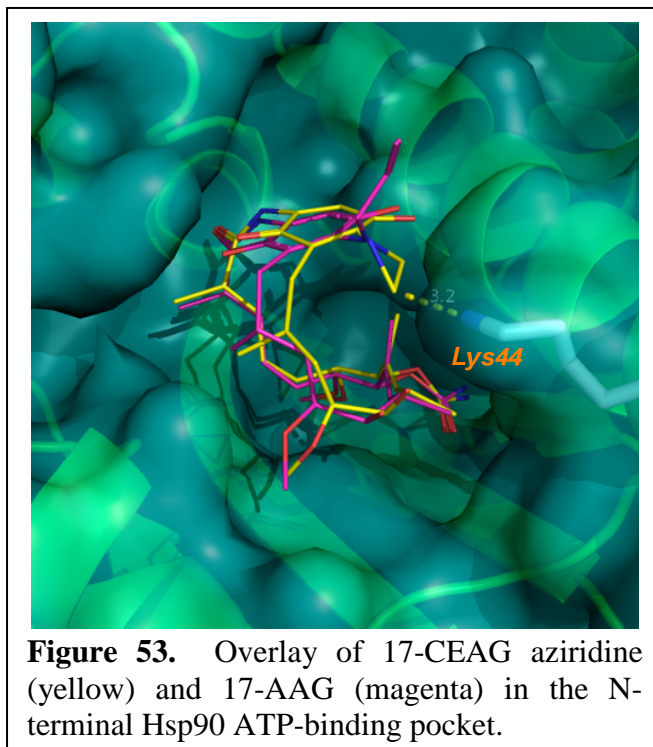 3.2
Lys44
Figure 53. Overlay of 17-CEAG aziridine
(yellow) and 17-AAG (magenta) in the N-
terminal Hsp90 ATP-binding pocket.